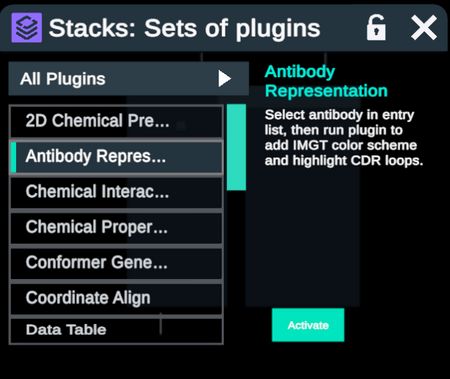 Stacks: Sets of plugins
All Plugins
2D Chemical Pre...
Antibody Repres...
Chemical Interac...
Chemical Proper...
Conformer Gene...
Coordinate Align
Data Table
Antibody
Representation
Select antibody in entry
list, then run plugin to
add IMGT color scheme
and highlight CDR loops.
Activate